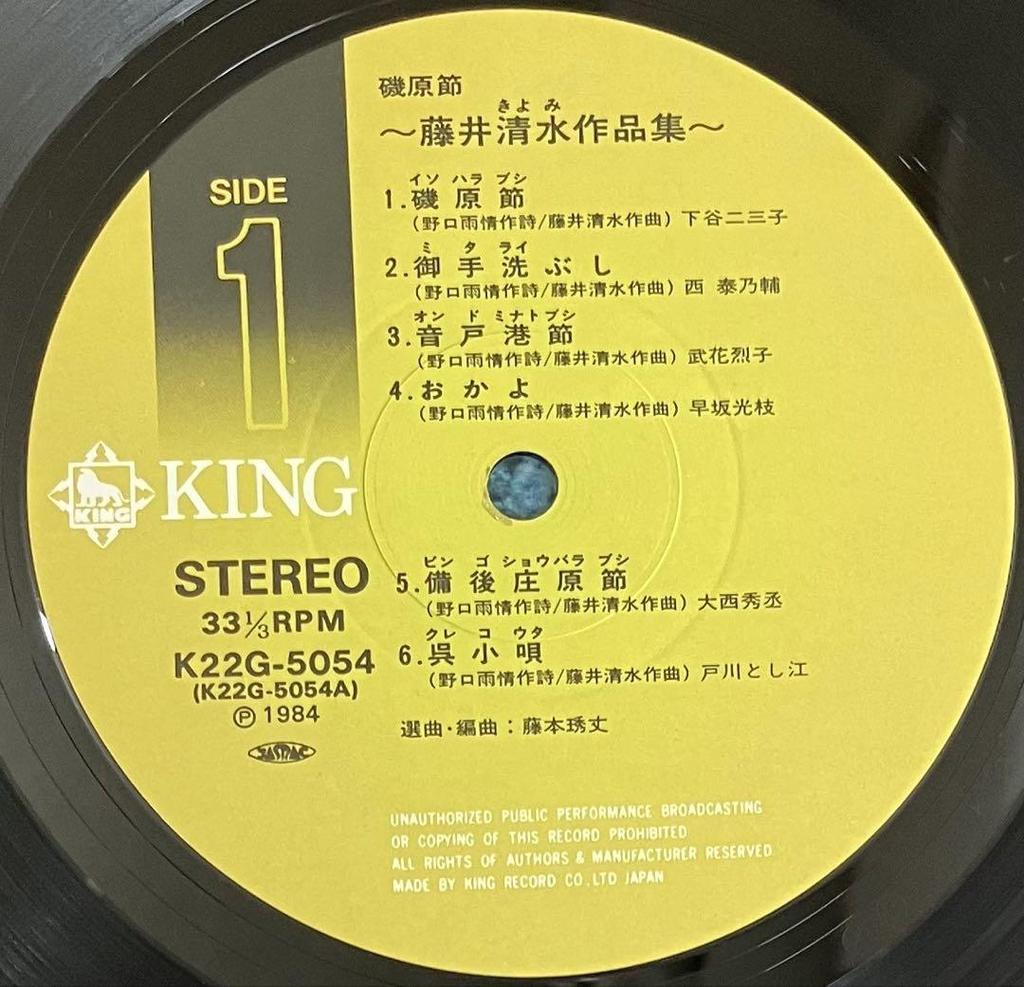 磯原節
きよみ
〜藤井清水作品集〜
SIDE
1
イソ ハラ ブシ
1.磯原節
(野口雨情作詩/藤井清水作曲) 下谷二三子
ミ タ ライ
2.御手洗ぶし
(野口雨情作詩/藤井清水作曲) 西 泰乃輔
オン ド ミナト ブシ
3.音戸港節
(野口雨情作詩/藤井清水作曲) 武花烈子
4.おかよ
(野口雨情作詩/藤井清水作曲) 早坂光枝
KING
KING
STEREO
33⅓RPM
K22G-5054
(K22G-5054A)
Ⓟ 1984
JASRAC
ビン ゴ ショウバラ ブシ
5.備後庄原節
(野口雨情作詩/藤井清水作曲) 大西秀丞
クレ コ ウタ
6.呉小唄
(野口雨情作詩/藤井清水作曲) 戸川とし江
選曲・編曲:藤本琇丈
UNAUTHORIZED PUBLIC PERFORMANCE BROADCASTING
OR COPYING OF THIS RECORD PROHIBITED
ALL RIGHTS OF AUTHORS & MANUFACTURER RESERVED.
MADE BY KING RECORD CO.,LTD JAPAN